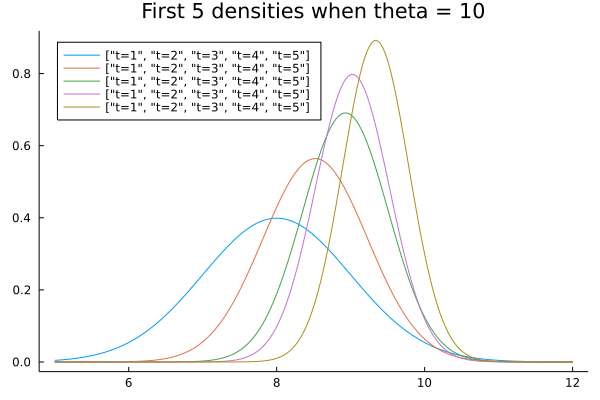 First 5 densities when theta = 10
["t=1", "t=2", "t=3", "t=4", "t=5"]
["t=1", "t=2", "t=3", "t=4", "t=5"]
["t=1", "t=2", "t=3", "t=4", "t=5"]
["t=1", "t=2", "t=3", "t=4", "t=5"]
["t=1", "t=2", "t=3", "t=4", "t=5"]
0.8
0.6
0.4
0.2
0.0
6 8 10 12